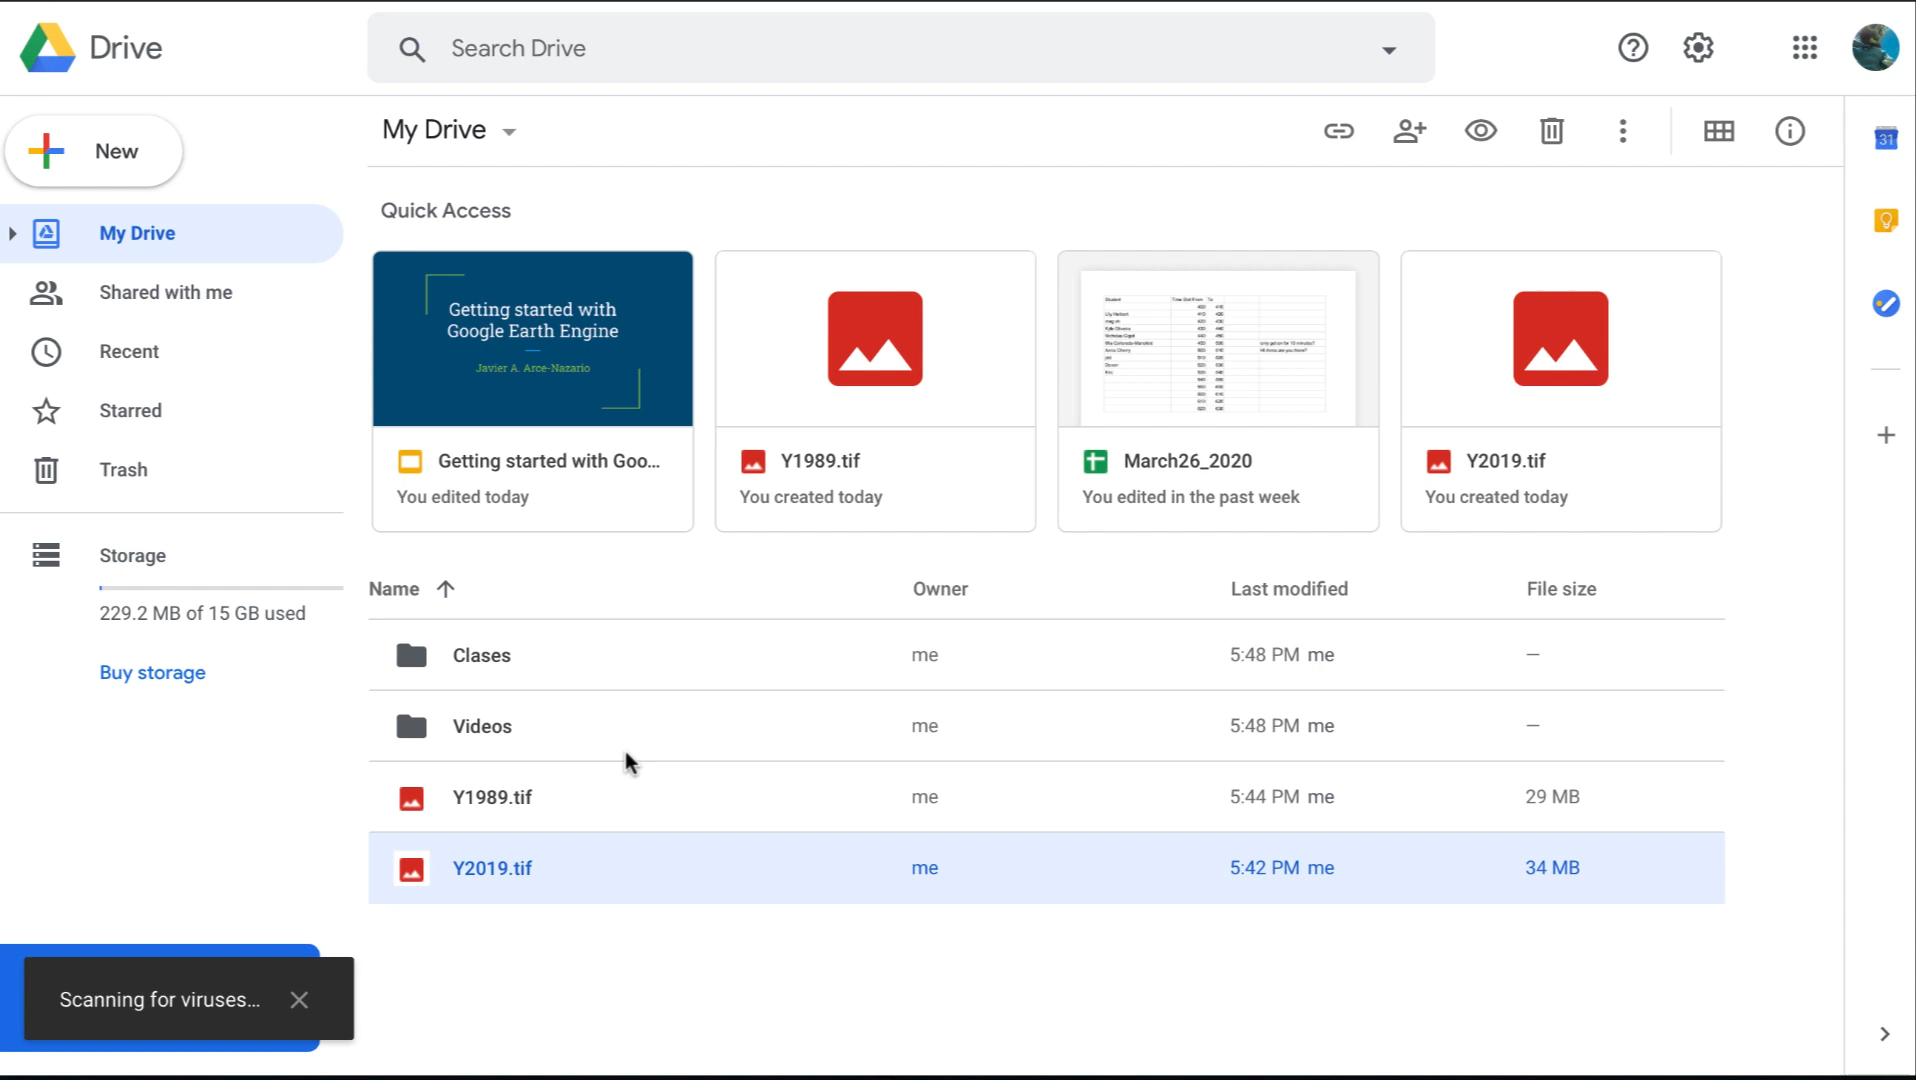 Drive
Search Drive
New
My Drive
31
My Drive
Shared with me
Recent
Starred
Trash
Storage
229.2 MB of 15 GB used
Buy storage
Quick Access
Getting started with
Google Earth Engine
Javier A. Arce-Nazario
Getting started with Goo...
You edited today
Y1989.tif
You created today
March26_2020
You edited in the past week
Y2019.tif
You created today
Name Owner Last modified File size
Clases me 5:48 PM me –
Videos me 5:48 PM me –
Y1989.tif me 5:44 PM me 29 MB
Y2019.tif me 5:42 PM me 34 MB
Scanning for viruses...